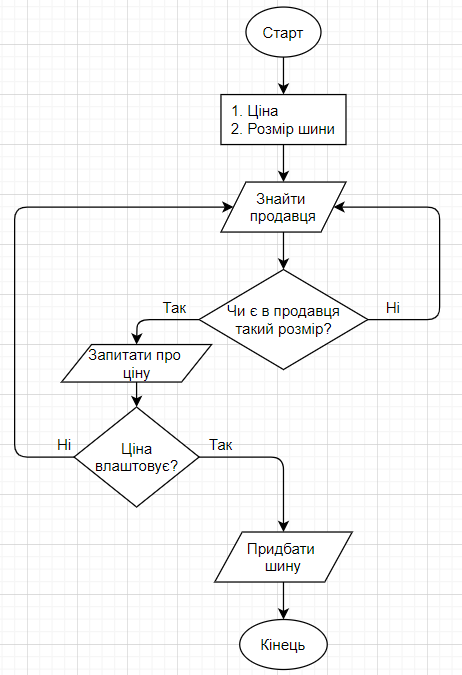 Старт
1. Ціна
2. Розмір шини
Знайти
продавця
Чи є в продавця
такий розмір?
Так
Ні
Запитати про
ціну
Ціна
влаштовує?
Ні
Так
Придбати
шину
Кінець